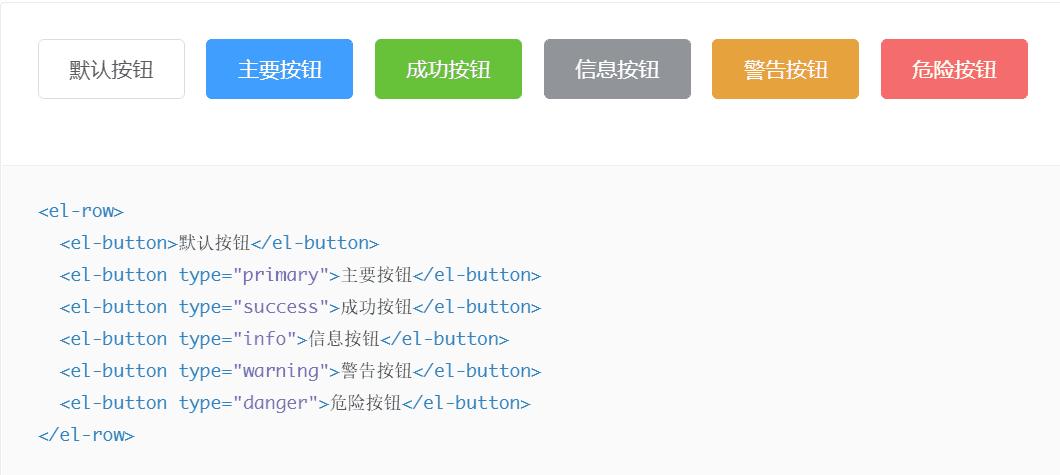 默认按钮 主要按钮 成功按钮 信息按钮 警告按钮 危险按钮
<el-row>
  <el-button>默认按钮</el-button>
  <el-button type="primary">主要按钮</el-button>
  <el-button type="success">成功按钮</el-button>
  <el-button type="info">信息按钮</el-button>
  <el-button type="warning">警告按钮</el-button>
  <el-button type="danger">危险按钮</el-button>
</el-row>